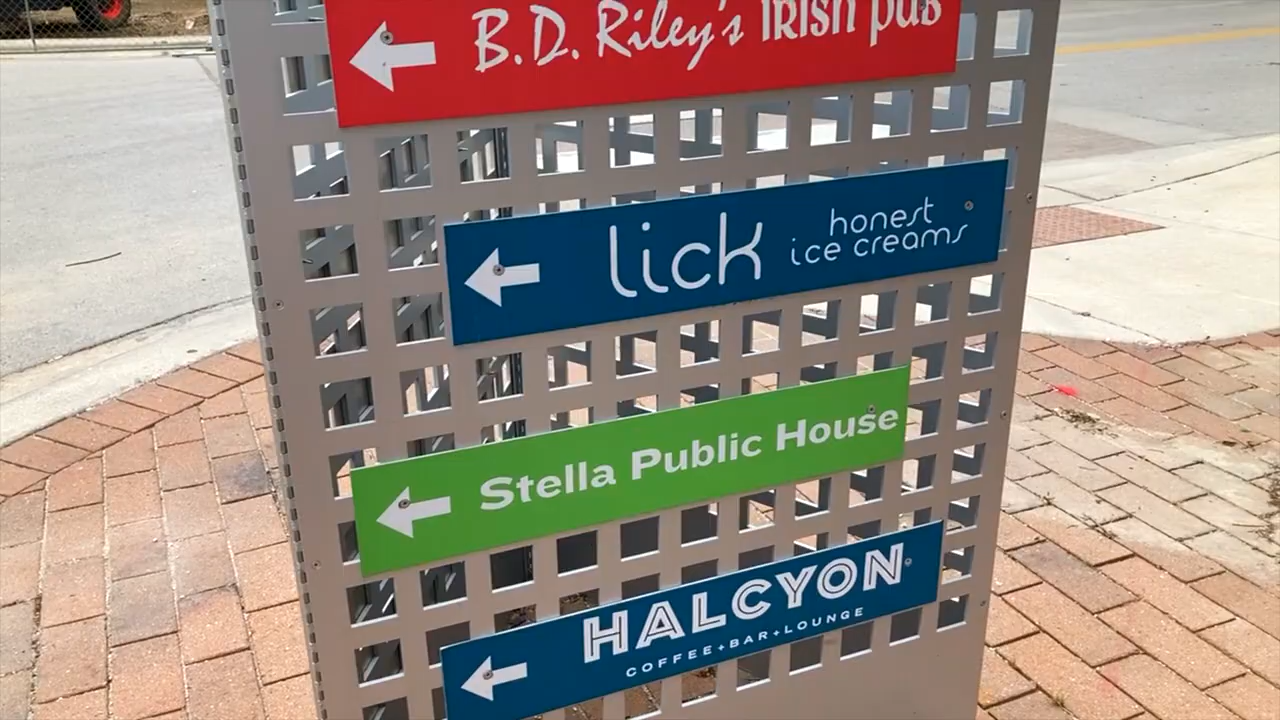 B.D. Riley's IRISH pub
lick honest
ice creams
Stella Public House
HALCYON
COFFEE+BAR+LOUNGE